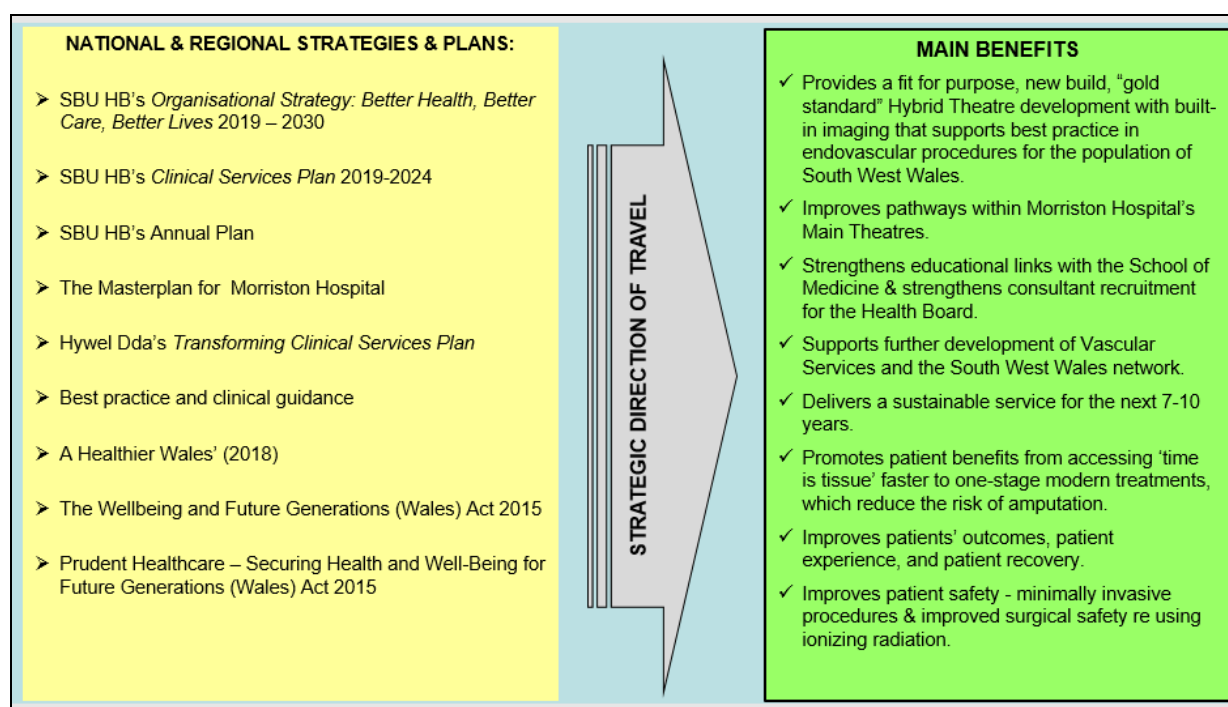 NATIONAL & REGIONAL STRATEGIES & PLANS:
➢ SBU HB's Organisational Strategy: Better Health, Better
Care, Better Lives 2019 – 2030
➢ SBU HB's Clinical Services Plan 2019-2024
➢ SBU HB's Annual Plan
➢ The Masterplan for Morriston Hospital
➢ Hywel Dda's Transforming Clinical Services Plan
➢ Best practice and clinical guidance
➢ A Healthier Wales' (2018)
➢ The Wellbeing and Future Generations (Wales) Act 2015
➢ Prudent Healthcare – Securing Health and Well-Being for
Future Generations (Wales) Act 2015
STRATEGIC DIRECTION OF TRAVEL
MAIN BENEFITS
✓ Provides a fit for purpose, new build, "gold
standard" Hybrid Theatre development with built-
in imaging that supports best practice in
endovascular procedures for the population of
South West Wales.
✓ Improves pathways within Morriston Hospital's
Main Theatres.
✓ Strengthens educational links with the School of
Medicine & strengthens consultant recruitment
for the Health Board.
✓ Supports further development of Vascular
Services and the South West Wales network.
✓ Delivers a sustainable service for the next 7-10
years.
✓ Promotes patient benefits from accessing 'time
is tissue' faster to one-stage modern treatments,
which reduce the risk of amputation.
✓ Improves patients' outcomes, patient
experience, and patient recovery.
✓ Improves patient safety - minimally invasive
procedures & improved surgical safety re using
ionizing radiation.